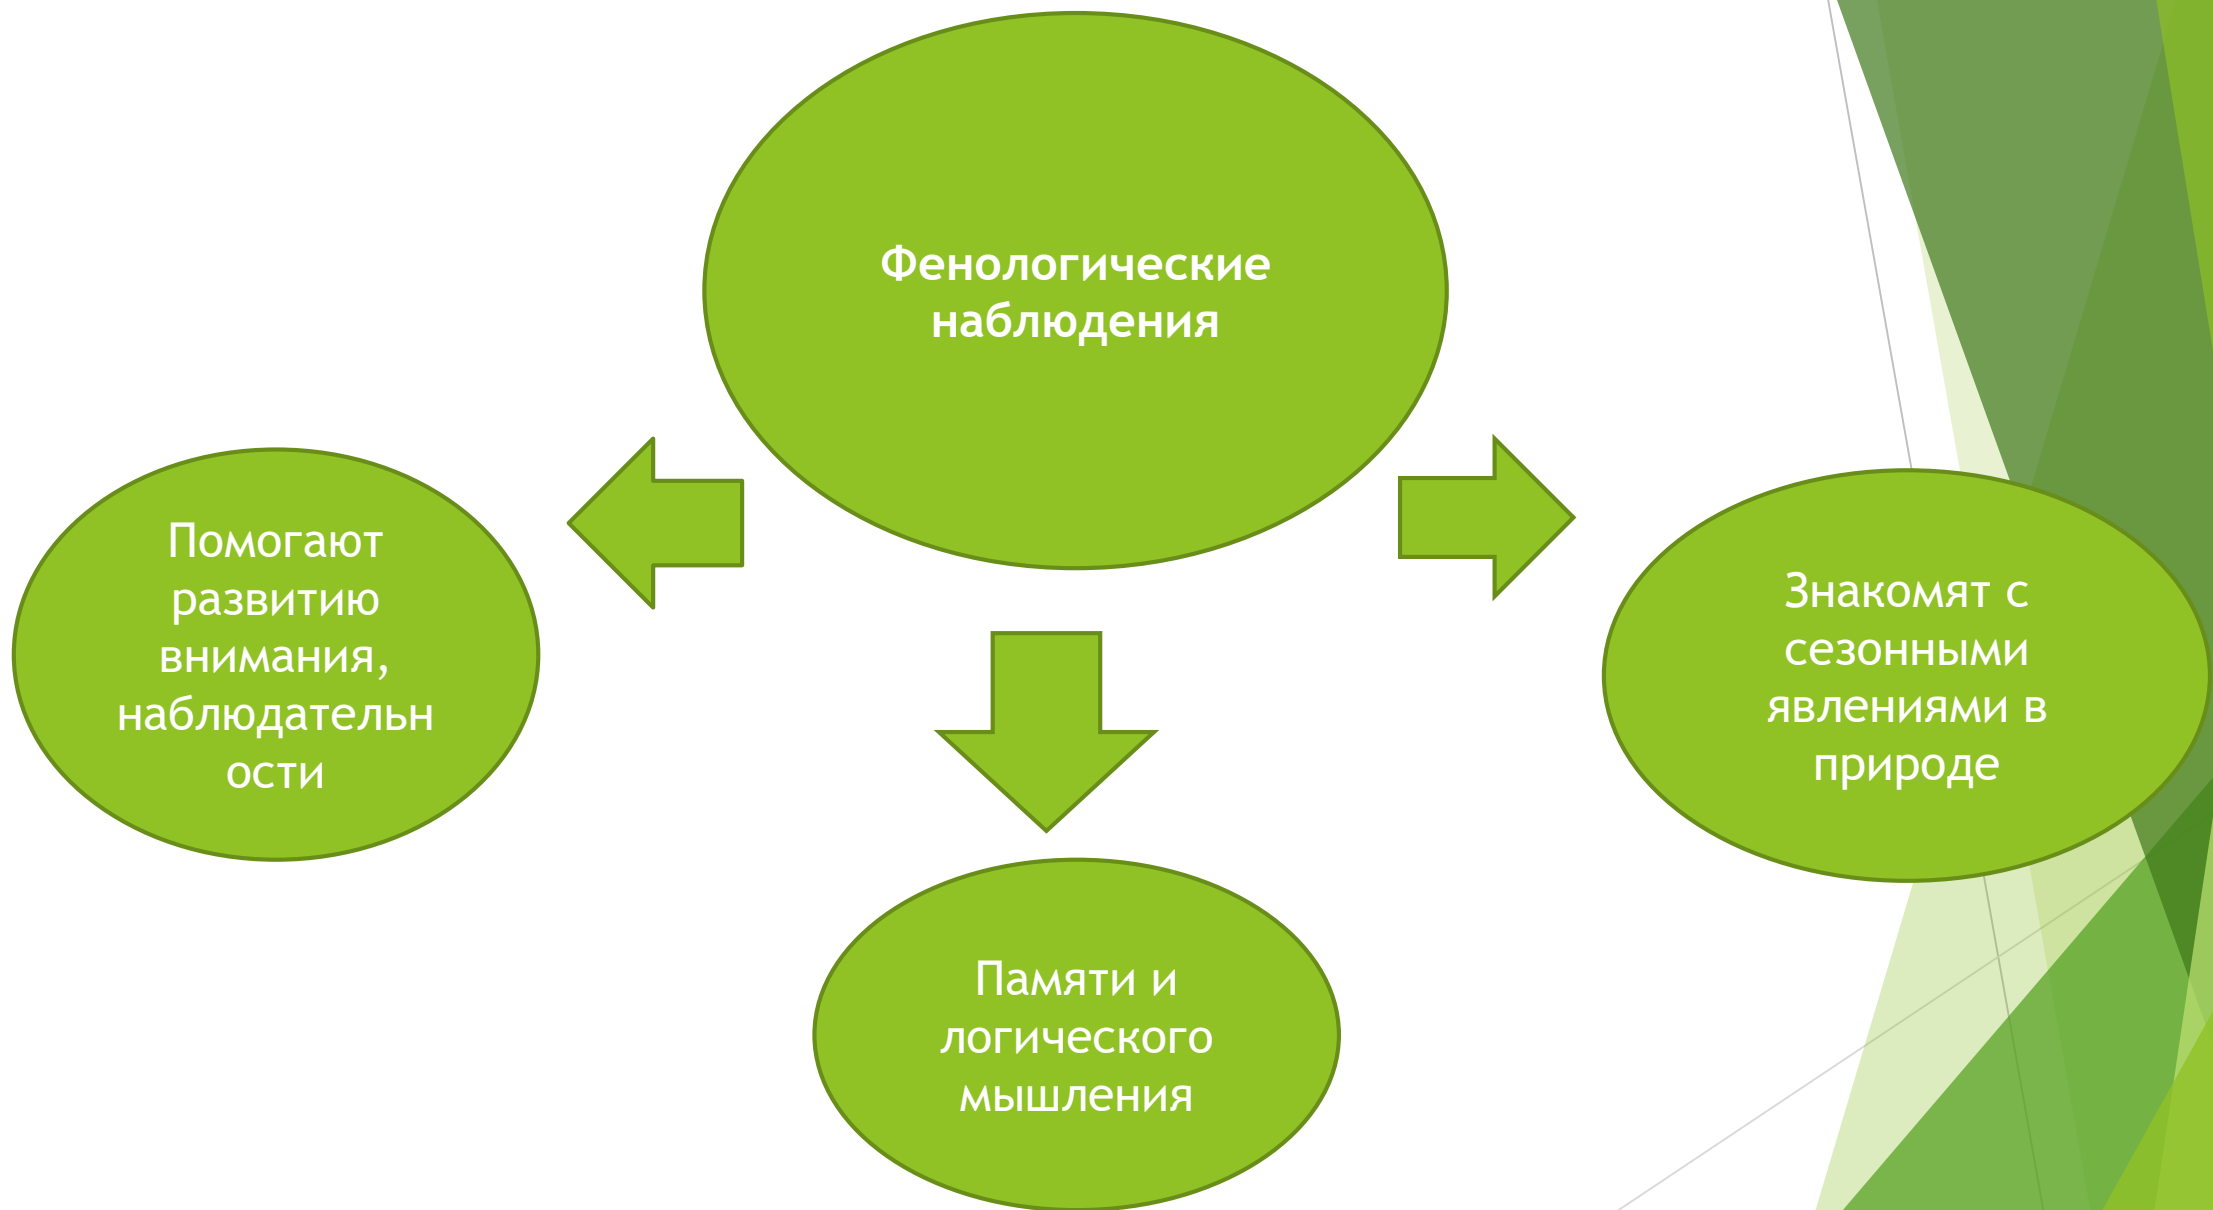 Фенологические
наблюдения
Помогают
развитию
внимания,
наблюдательн
ости
Знакомят с
сезонными
явлениями в
природе
Памяти и
логического
мышления